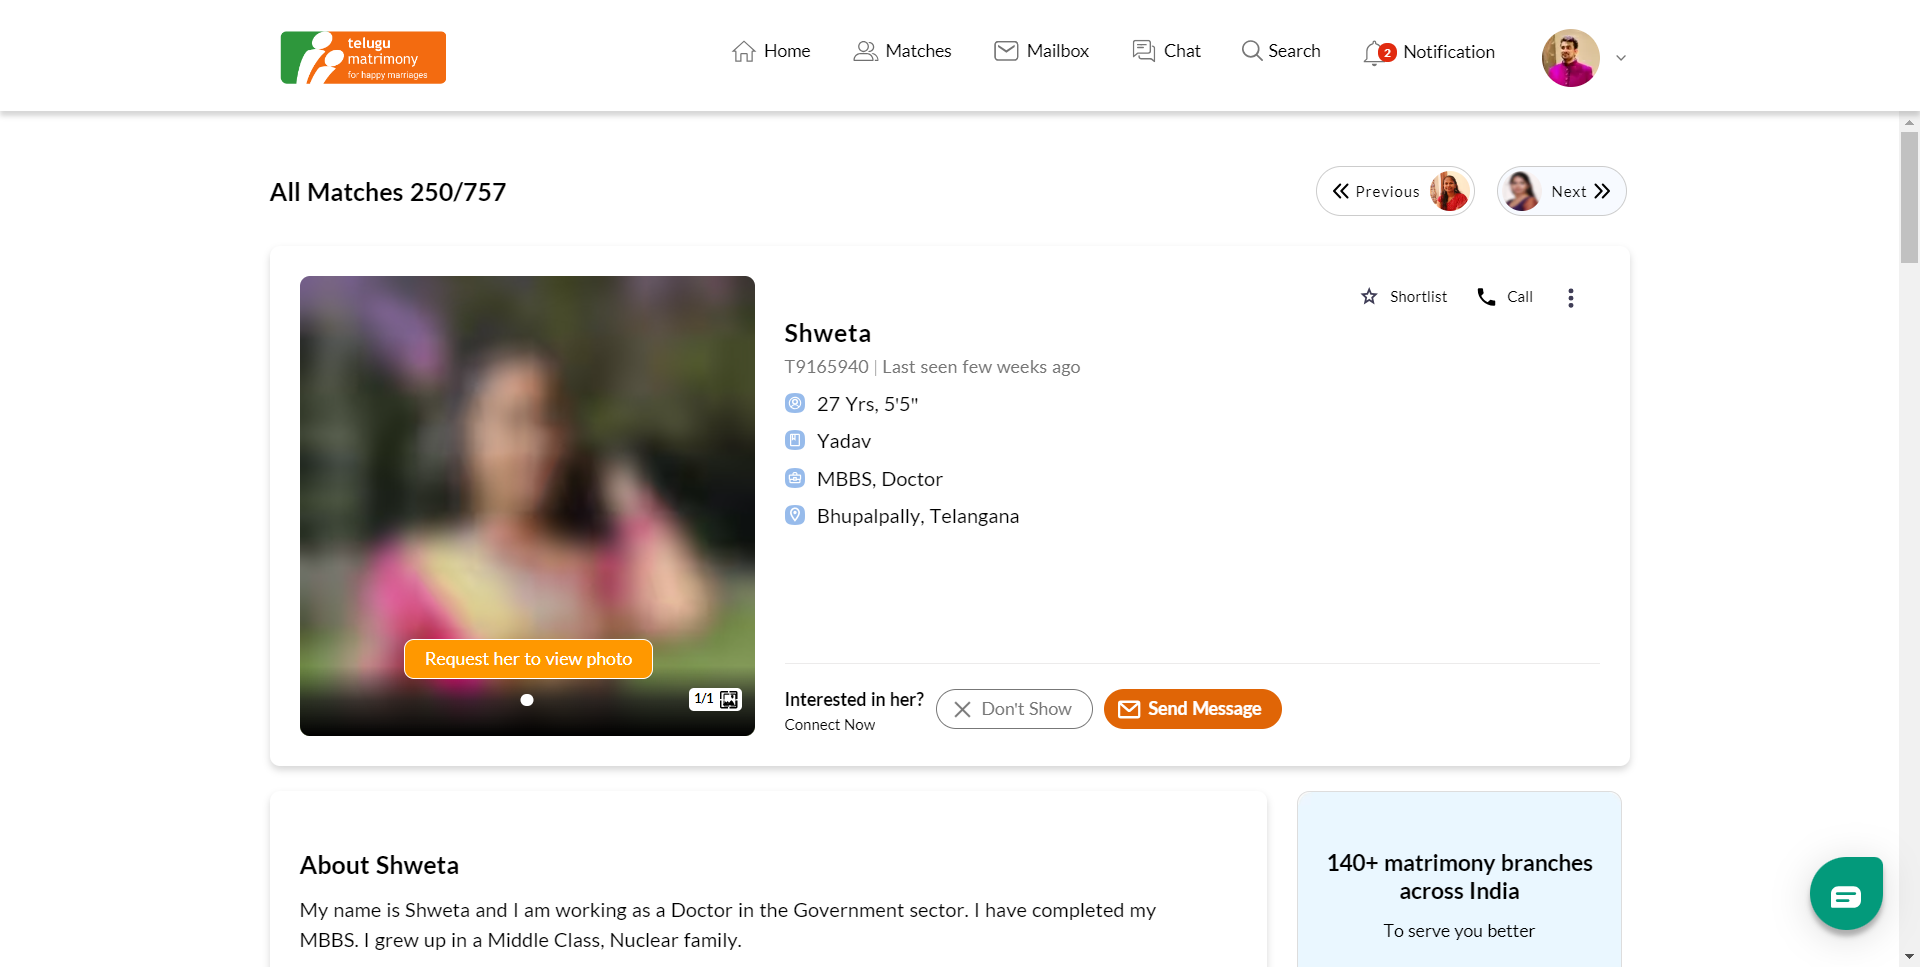 telugu
matrimony
for happy marriages
Home
Matches
Mailbox
Chat
Search
2
Notification
All Matches 250/757
Previous
Next
Shortlist
Call
Shweta
T9165940 | Last seen few weeks ago
27 Yrs, 5'5"
Yadav
MBBS, Doctor
Bhupalpally, Telangana
Request her to view photo
1/1
Interested in her?
Connect Now
Don't Show
Send Message
About Shweta
My name is Shweta and I am working as a Doctor in the Government sector. I have completed my
MBBS. I grew up in a Middle Class, Nuclear family.
140+ matrimony branches
across India
To serve you better